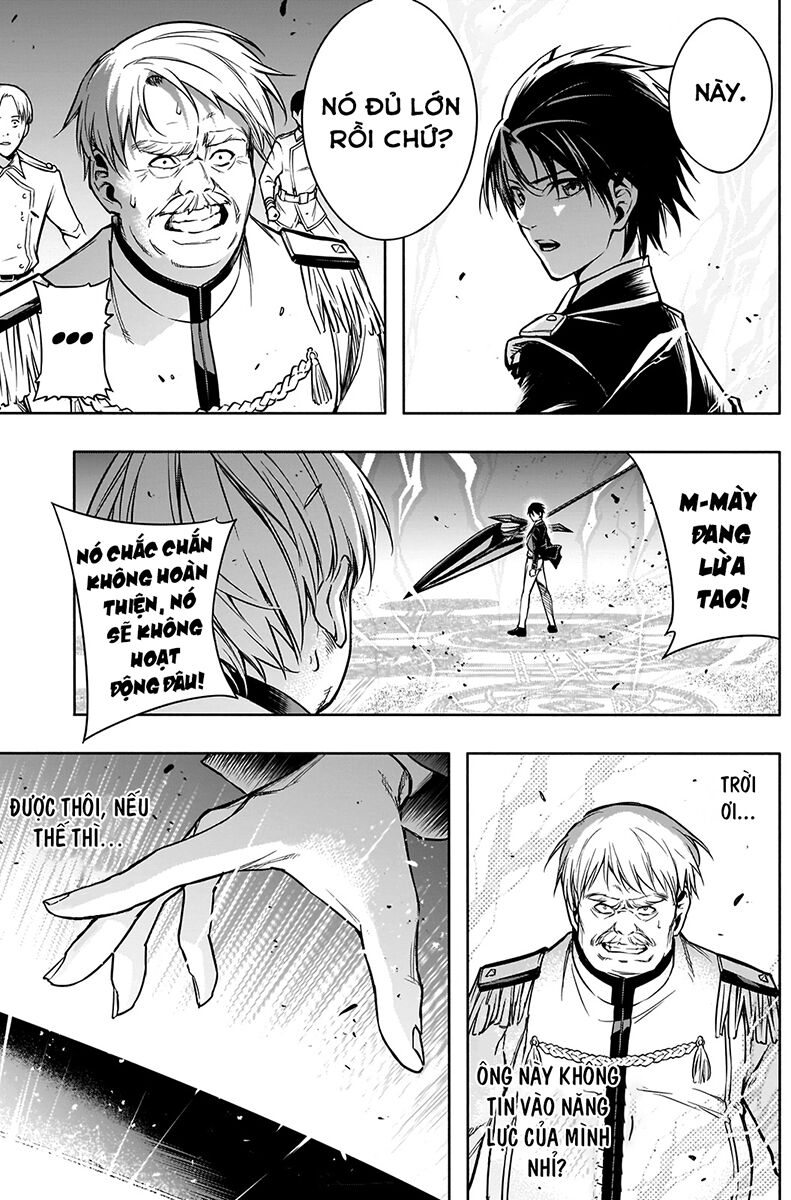 NÀY.
NÓ ĐỦ LỚN
RỒI CHỨ?
...
M-MÀY
ĐANG
LỪA
TAO!
NÓ CHẮC CHẮN
KHÔNG HOÀN
THIỆN, NÓ
SẼ KHÔNG
HOẠT
ĐỘNG ĐÂU!
TRỜI
ƠI...
ÔNG NÀY KHÔNG
TIN VÀO NĂNG
LỰC CỦA MÌNH
NHỈ?
ĐƯỢC THÔI, NẾU
THẾ THÌ...